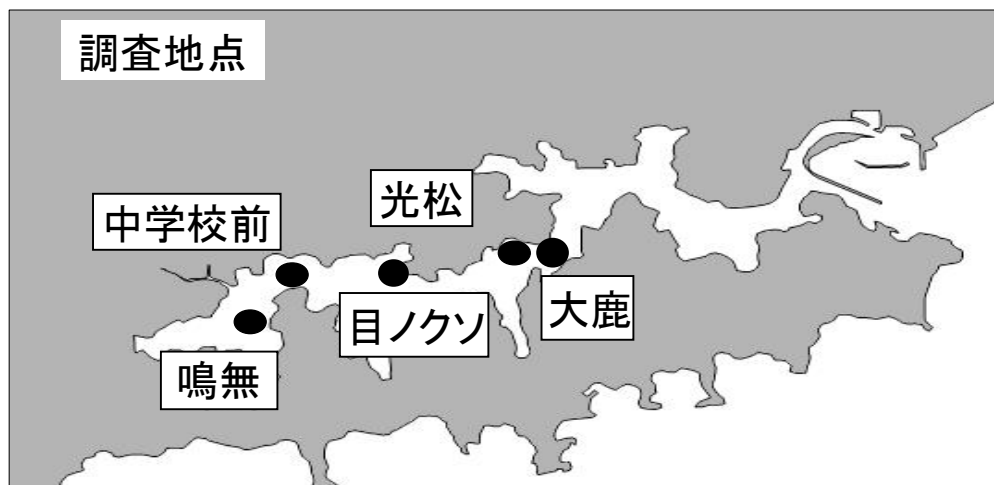 調査地点
光松
中学校前
大鹿
目ノクソ
鳴無